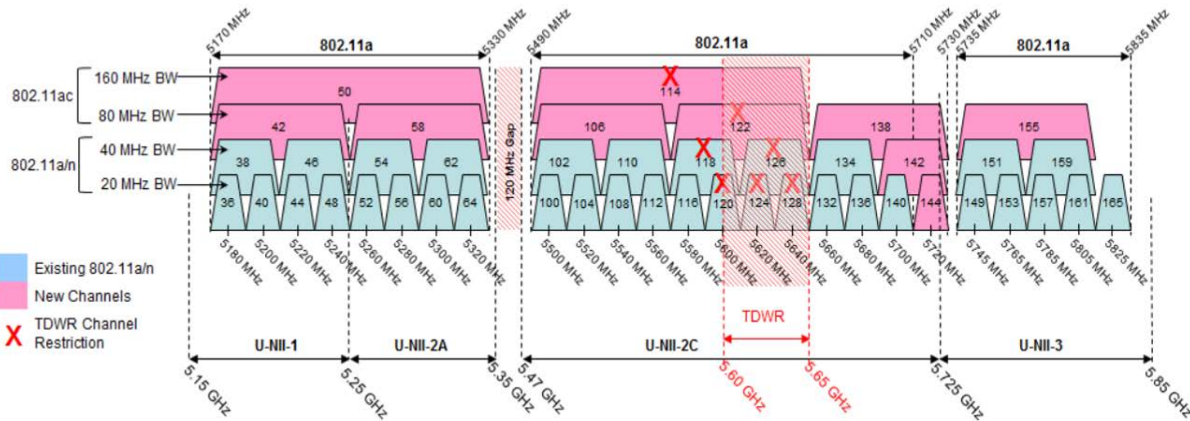 5170 MHz
5330 MHz
5490 MHz
5710 MHz
5730 MHz
5735 MHz
5835 MHz
802.11a
802.11a
802.11a
802.11ac
160 MHz BW
80 MHz BW
802.11a/n
40 MHz BW
20 MHz BW
50
114
42
58
106
122
138
155
38
46
54
62
102
110
118
126
134
142
151
159
36
40
44
48
52
56
60
64
100
104
108
112
116
120
124
128
132
136
140
144
149
153
157
161
165
120 MHz Gap
5180 MHz
5200 MHz
5220 MHz
5240 MHz
5260 MHz
5280 MHz
5300 MHz
5320 MHz
5500 MHz
5520 MHz
5540 MHz
5560 MHz
5580 MHz
5600 MHz
5620 MHz
5640 MHz
5660 MHz
5680 MHz
5700 MHz
5720 MHz
5745 MHz
5765 MHz
5785 MHz
5805 MHz
5825 MHz
Existing 802.11a/n
New Channels
X TDWR Channel
Restriction
TDWR
U-NII-1
U-NII-2A
U-NII-2C
U-NII-3
5.15 GHz
5.25 GHz
5.35 GHz
5.47 GHz
5.60 GHz
5.65 GHz
5.725 GHz
5.85 GHz